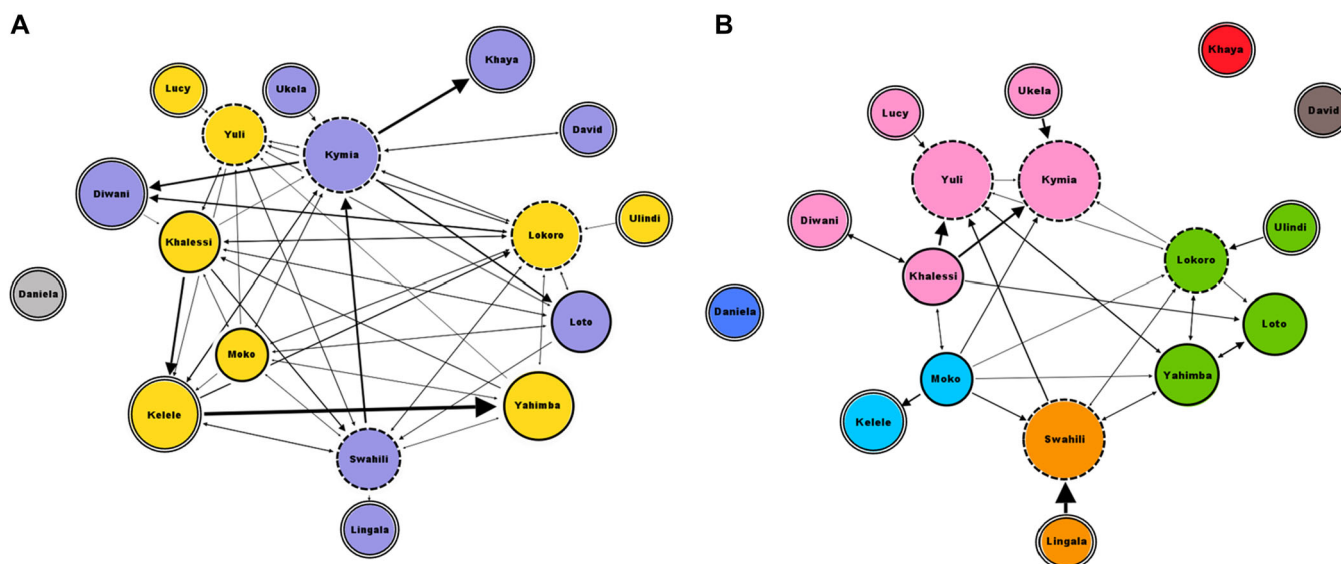 A
Khaya
Lucy
Ukela
David
Yuli
Kymia
Diwani
Ulindi
Khalessi
Lokoro
Daniela
Loto
Moko
Yahimba
Kelele
Swahili
Lingala
B
Khaya
Ukela
David
Lucy
Yuli
Kymia
Diwani
Ulindi
Lokoro
Khalessi
Daniela
Loto
Moko
Yahimba
Kelele
Swahili
Lingala